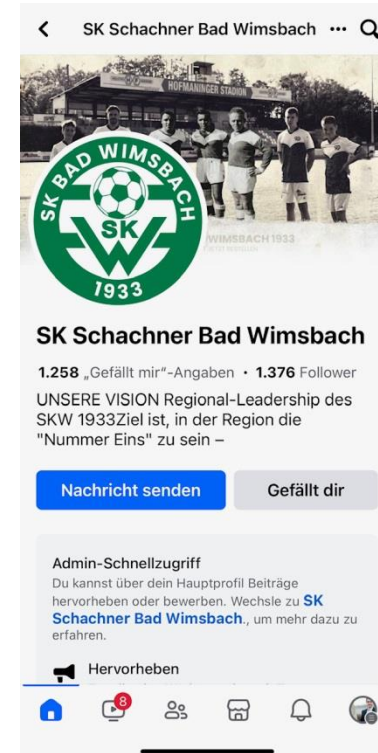 SK Schachner Bad Wimsbach
HOFMANINGER STADION
SK BAD WIMSBACH
SK
W
1933
WIMSBACH 1933
SK Schachner Bad Wimsbach
1.258 „Gefällt mir“-Angaben · 1.376 Follower
UNSERE VISION Regional-Leadership des
SKW 1933Ziel ist, in der Region die
"Nummer Eins" zu sein –
Nachricht senden
Gefällt dir
Admin-Schnellzugriff
Du kannst über dein Hauptprofil Beiträge
hervorheben oder bewerben. Wechsle zu SK
Schachner Bad Wimsbach., um mehr dazu zu
erfahren.
Hervorheben
8